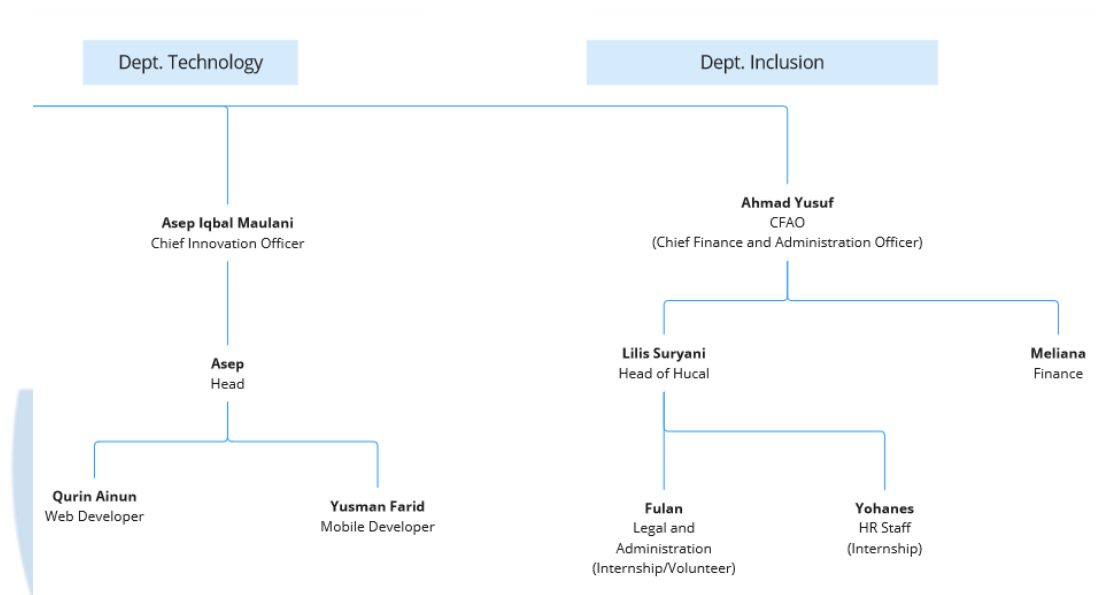 Dept. Technology
Dept. Inclusion
Asep Iqbal Maulani
Chief Innovation Officer
Ahmad Yusuf
CFAO
(Chief Finance and Administration Officer)
Asep
Head
Lilis Suryani
Head of Hucal
Meliana
Finance
Qurin Ainun
Web Developer
Yusman Farid
Mobile Developer
Fulan
Legal and
Administration
(Internship/Volunteer)
Yohanes
HR Staff
(Internship)